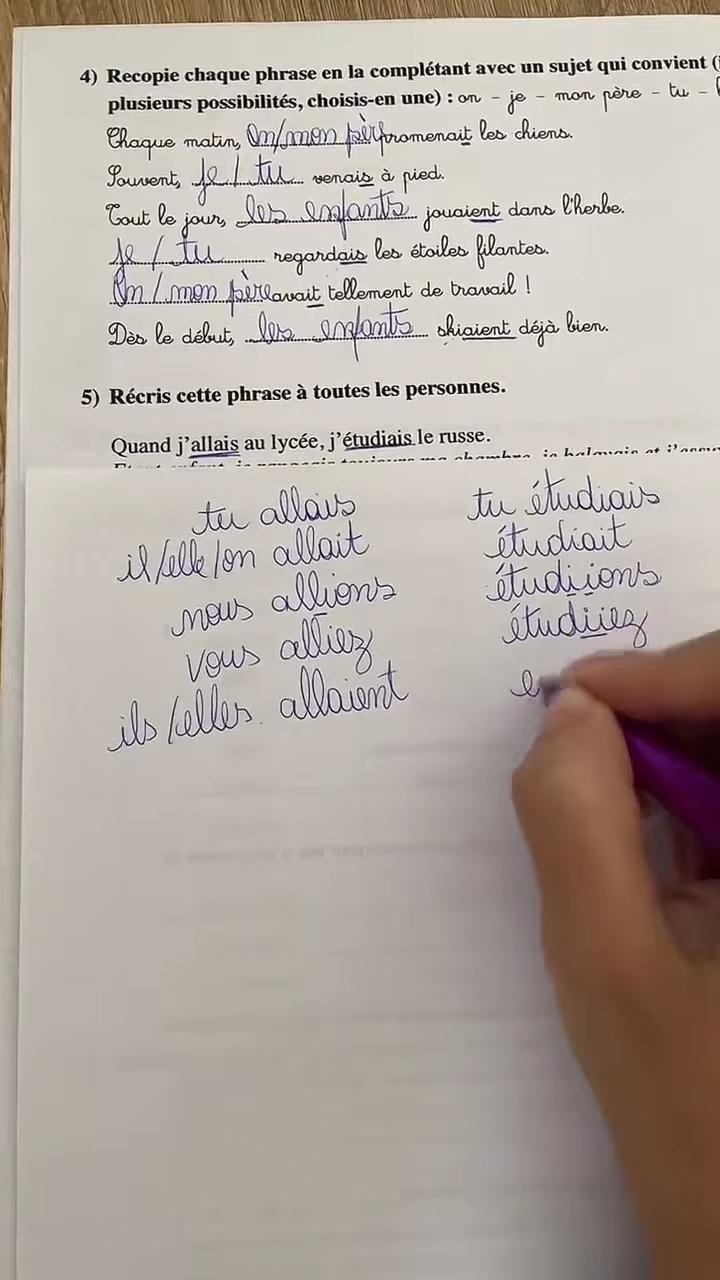 4) Recopie chaque phrase en la complétant avec un sujet qui convient (
plusieurs possibilités, choisis-en une) : on - je - mon père - tu -
Chaque matin, On/mon père promenait les chiens.
Souvent, je / tu venais à pied.
Tout le jour, les enfants jouaient dans l'herbe.
je / tu regardais les étoiles filantes.
On / mon père avait tellement de travail !
Dès le début, les enfants skiaient déjà bien.
5) Récris cette phrase à toutes les personnes.
Quand j'allais au lycée, j'étudiais le russe.
tu allais tu étudiais
il/elle/on allait étudiait
nous allions étudiions
vous alliez étudiiez
ils/elles allaient